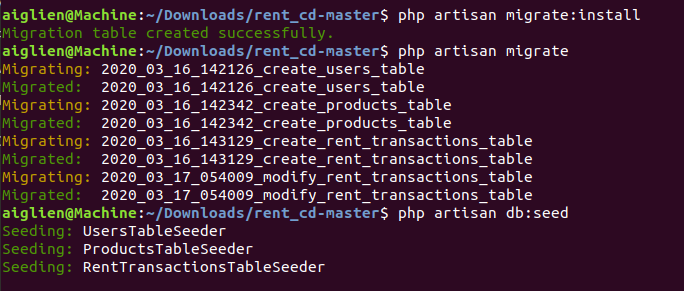 aiglien@Machine:~/Downloads/rent_cd-master$ php artisan migrate:install
Migration table created successfully.
aiglien@Machine:~/Downloads/rent_cd-master$ php artisan migrate
Migrating: 2020_03_16_142126_create_users_table
Migrated:  2020_03_16_142126_create_users_table
Migrating: 2020_03_16_142342_create_products_table
Migrated:  2020_03_16_142342_create_products_table
Migrating: 2020_03_16_143129_create_rent_transactions_table
Migrated:  2020_03_16_143129_create_rent_transactions_table
Migrating: 2020_03_17_054009_modify_rent_transactions_table
Migrated:  2020_03_17_054009_modify_rent_transactions_table
aiglien@Machine:~/Downloads/rent_cd-master$ php artisan db:seed
Seeding: UsersTableSeeder
Seeding: ProductsTableSeeder
Seeding: RentTransactionsTableSeeder